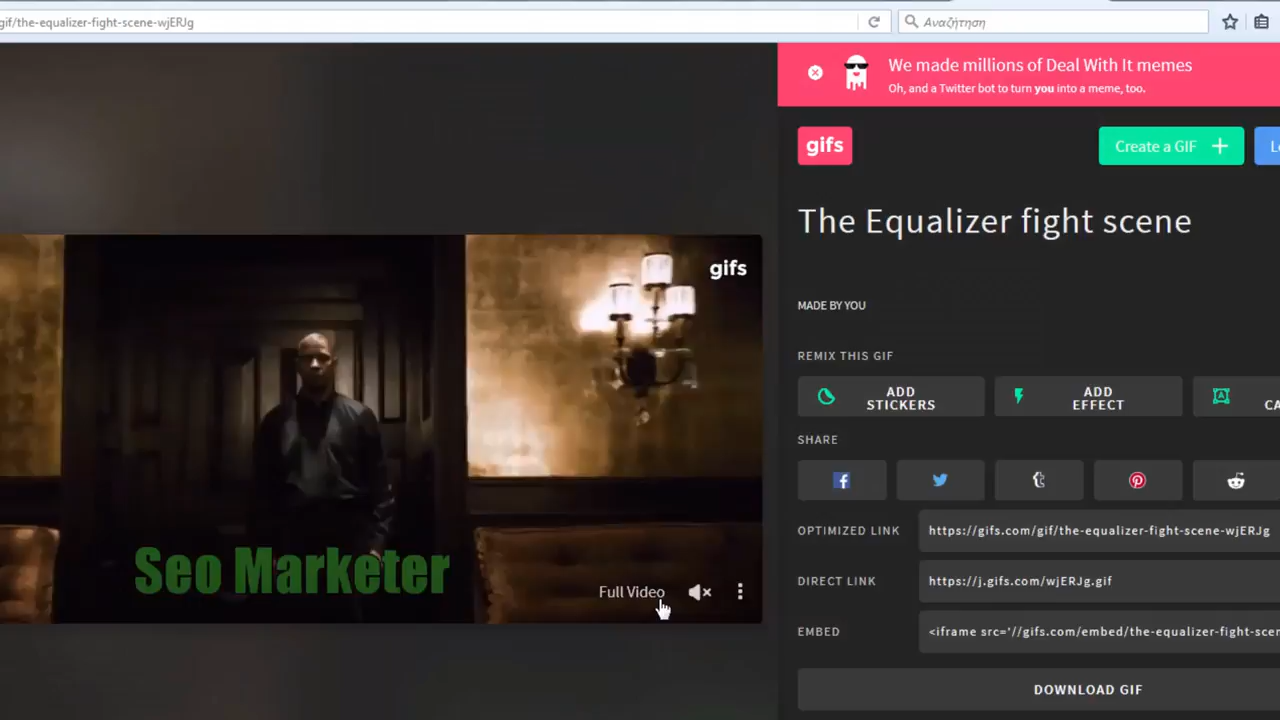 gif/the-equalizer-fight-scene-wjERJg
Αναζήτηση
We made millions of Deal With It memes
Oh, and a Twitter bot to turn you into a meme, too.
gifs
Create a GIF +
The Equalizer fight scene
gifs
MADE BY YOU
REMIX THIS GIF
ADD
STICKERS
ADD
EFFECT
SHARE
OPTIMIZED LINK
https://gifs.com/gif/the-equalizer-fight-scene-wjERJg
DIRECT LINK
https://j.gifs.com/wjERJg.gif
EMBED
<iframe src='//gifs.com/embed/the-equalizer-fight-scen
DOWNLOAD GIF
Seo Marketer
Full Video